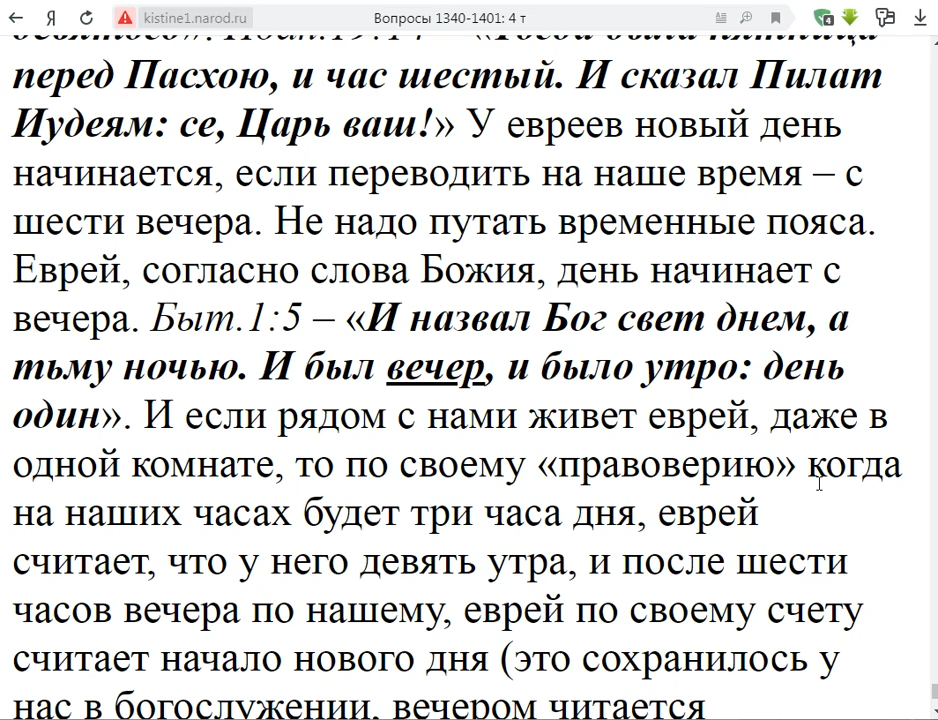 kistine1.narod.ru
Вопросы 1340-1401: 4 т
4
перед Пасхою, и час шестый. И сказал Пилат
Иудеям: се, Царь ваш!» У евреев новый день
начинается, если переводить на наше время – с
шести вечера. Не надо путать временные пояса.
Еврей, согласно слова Божия, день начинает с
вечера. Быт.1:5 – «И назвал Бог свет днем, а
тьму ночью. И был вечер, и было утро: день
один». И если рядом с нами живет еврей, даже в
одной комнате, то по своему «правоверию» когда
на наших часах будет три часа дня, еврей
считает, что у него девять утра, и после шести
часов вечера по нашему, еврей по своему счету
считает начало нового дня (это сохранилось у
нас в богослужении, вечером читается